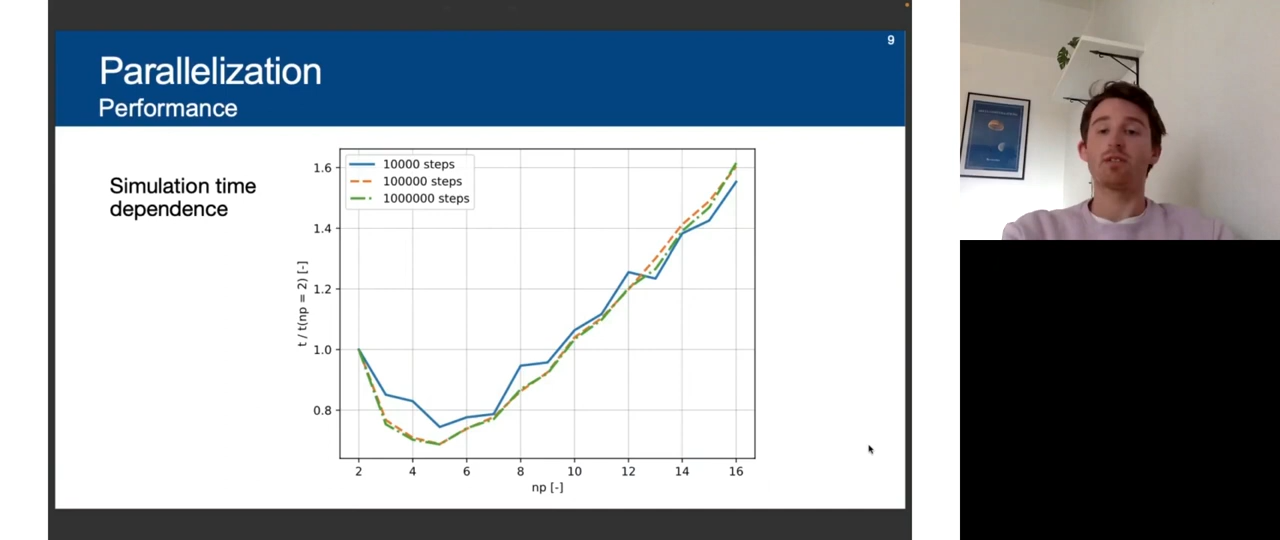 9
Parallelization
Performance
Simulation time
dependence
10000 steps
100000 steps
1000000 steps
1.6
1.4
1.2
1.0
0.8
t / t(np = 2) [-]
2 4 6 8 10 12 14 16
np [-]